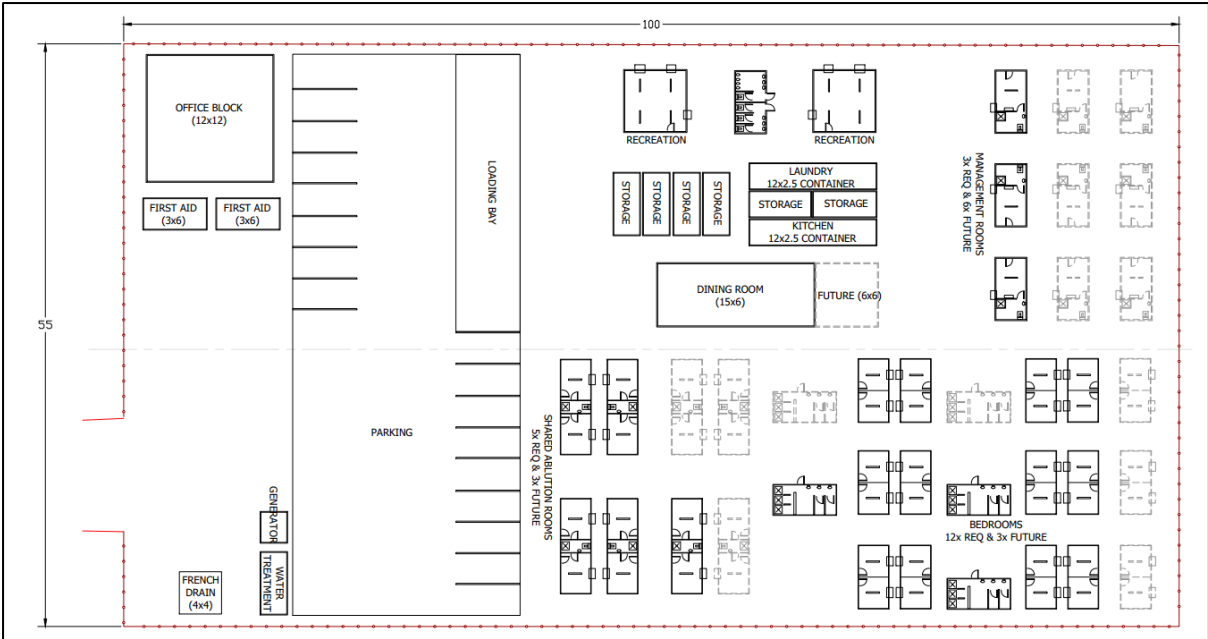 100
55
OFFICE BLOCK
(12x12)
FIRST AID
(3x6)
FIRST AID
(3x6)
LOADING BAY
PARKING
GENERATOR
WATER
TREATMENT
FRENCH
DRAIN
(4x4)
RECREATION
RECREATION
STORAGE
STORAGE
STORAGE
STORAGE
LAUNDRY
12x2.5 CONTAINER
STORAGE
STORAGE
KITCHEN
12x2.5 CONTAINER
DINING ROOM
(15x6)
FUTURE (6x6)
MANAGEMENT ROOMS
3x REQ & 6x FUTURE
SHARED ABLUTION ROOMS
5x REQ & 3x FUTURE
BEDROOMS
12x REQ & 3x FUTURE